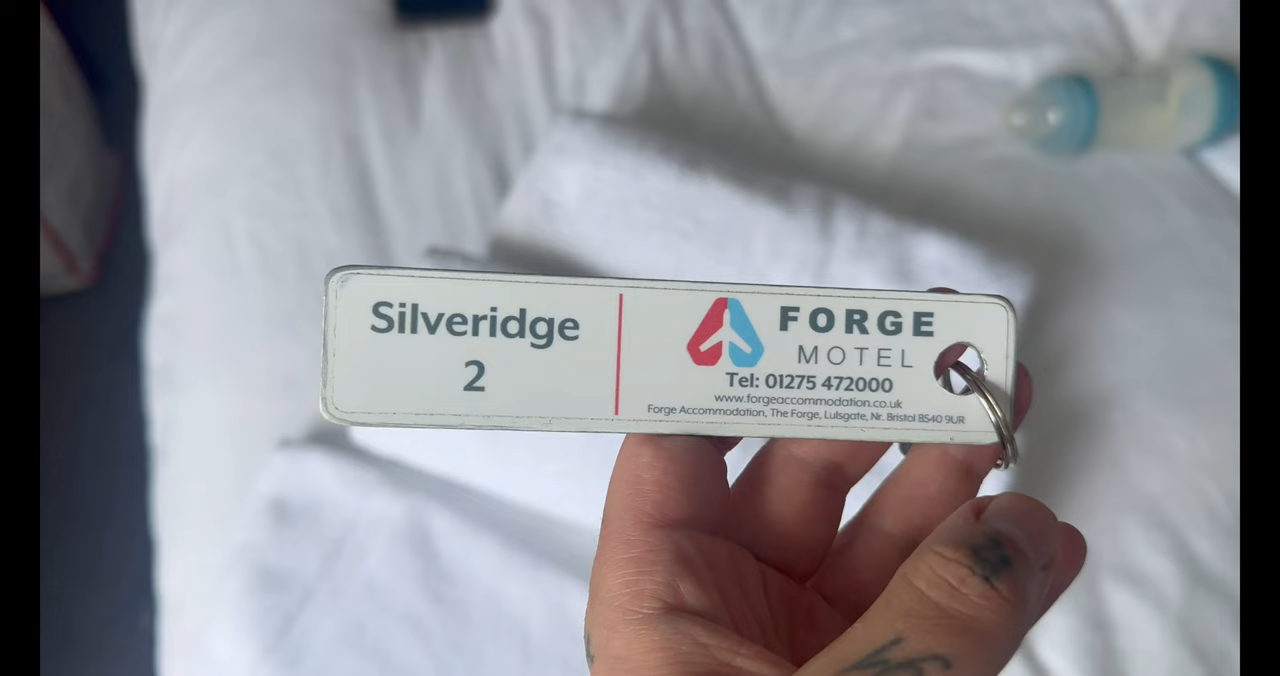 Silveridge
2
FORGE
MOTEL
Tel: 01275 472000
www.forgeaccommodation.co.uk
Forge Accommodation, The Forge, Lulsgate, Nr. Bristol BS40 9UR